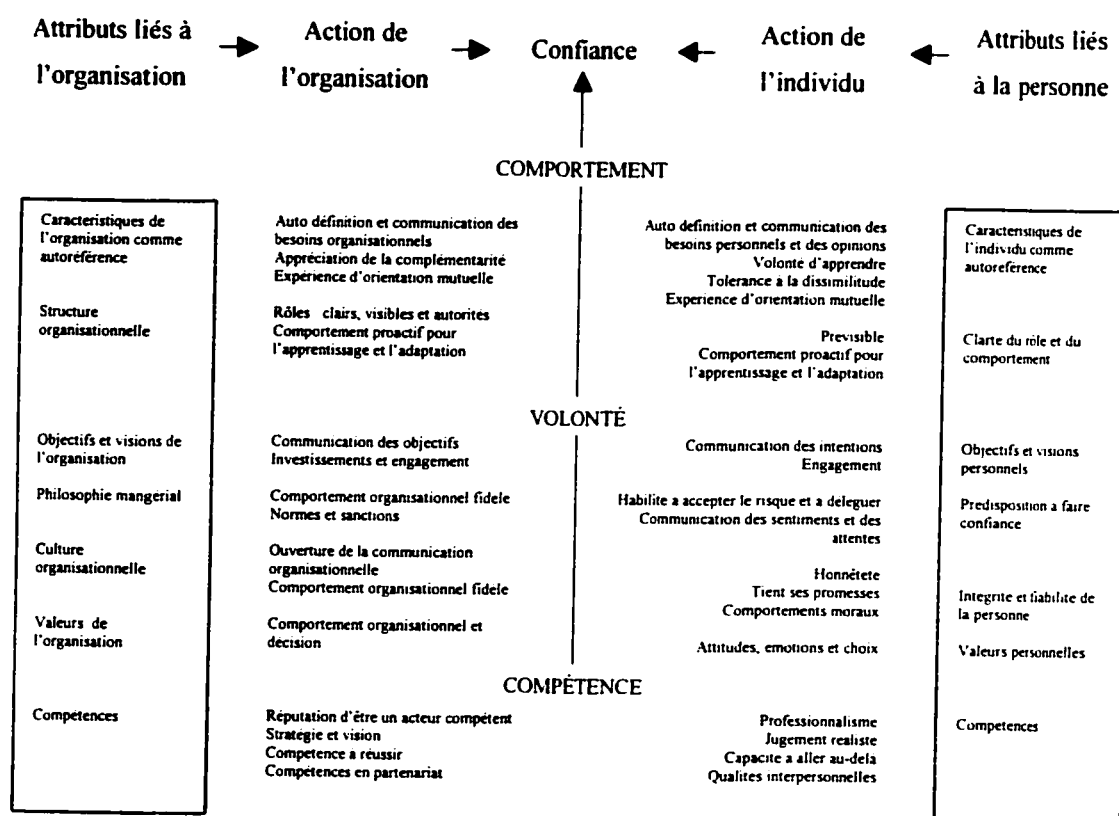 Attributs liés à
l'organisation
Action de
l'organisation
Confiance
Action de
l'individu
Attributs liés
à la personne
COMPORTEMENT
Caracteristiques de
l'organisation comme
autoréférence
Auto définition et communication des
besoins organisationnels
Appréciation de la complémentarité
Expérience d'orientation mutuelle
Auto definition et communication des
besoins personnels et des opinions
Volonté d'apprendre
Tolerance à la dissimilitude
Experience d'orientation mutuelle
Caracteristiques de
l'individu comme
autoreférence
Structure
organisationnelle
Rôles clairs, visibles et autorités
Comportement proactif pour
l'apprentissage et l'adaptation
Previsible
Comportement proactif pour
l'apprentissage et l'adaptation
Clarte du rôle et du
comportement
VOLONTÉ
Objectifs et visions de
l'organisation
Communication des objectifs
Investissements et engagement
Communication des intentions
Engagement
Objectifs et visions
personnels
Philosophie mangérial
Comportement organisationnel fidele
Normes et sanctions
Habilite a accepter le risque et a deleguer
Communication des sentiments et des
attentes
Predisposition a faire
confiance
Culture
organisationnelle
Ouverture de la communication
organisationnelle
Comportement organisationnel fidele
Honnêtete
Tient ses promesses
Comportements moraux
Integrite et fiabilite de
la personne
Valeurs de
l'organisation
Comportement organisationnel et
décision
Attitudes, emotions et choix
Valeurs personnelles
COMPÉTENCE
Compétences
Réputation d'être un acteur compétent
Stratégie et vision
Competence a réussir
Compétences en partenariat
Professionnalisme
Jugement realiste
Capacite a aller au-dela
Qualites interpersonnelles
Competences